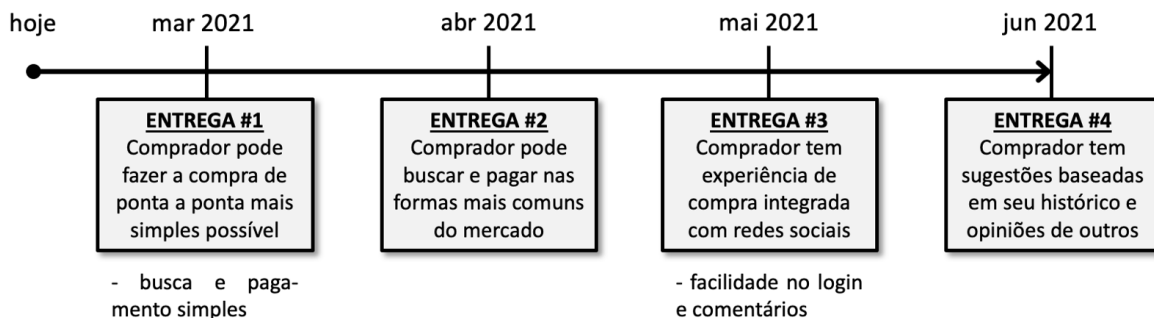 hoje
mar 2021
abr 2021
mai 2021
jun 2021
ENTREGA #1
Comprador pode
fazer a compra de
ponta a ponta mais
simples possível
ENTREGA #2
Comprador pode
buscar e pagar nas
formas mais comuns
do mercado
ENTREGA #3
Comprador tem
experiência de
compra integrada
com redes sociais
ENTREGA #4
Comprador tem
sugestões baseadas
em seu histórico e
opiniões de outros
- busca e paga-
mento simples
- facilidade no login
e comentários